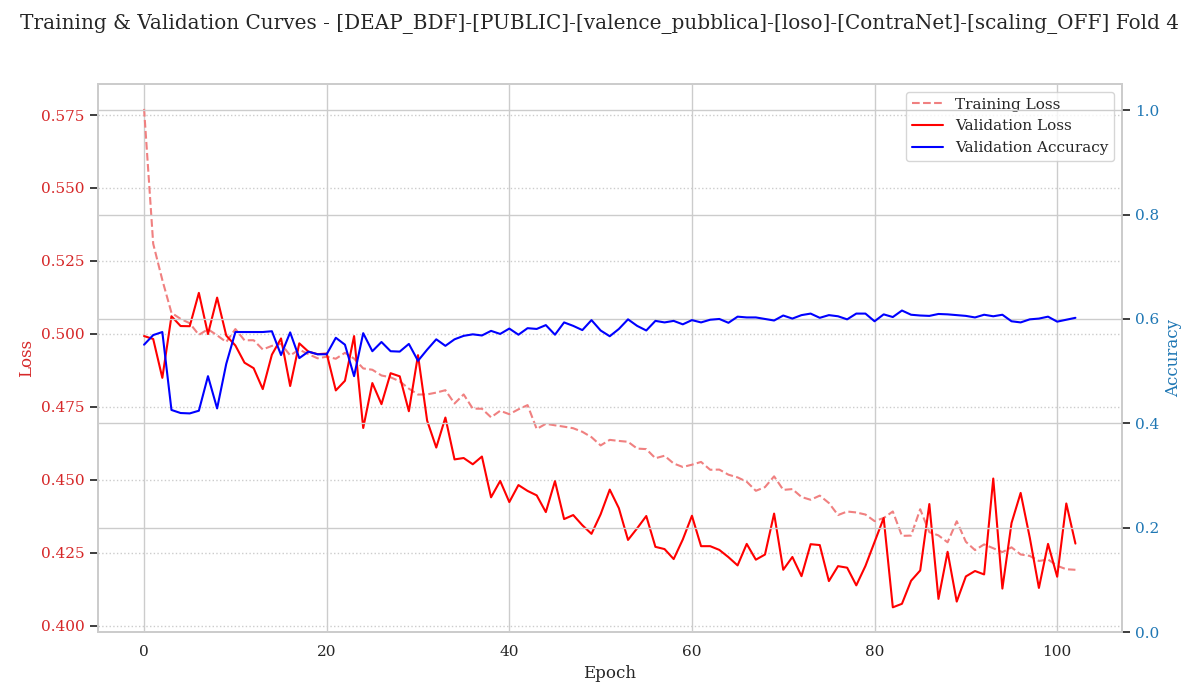 Training & Validation Curves - [DEAP_BDF]-[PUBLIC]-[valence_pubblica]-[loso]-[ContraNet]-[scaling_OFF] Fold 4
Training Loss
Validation Loss
Validation Accuracy
0.575
0.550
0.525
0.500
0.475
0.450
0.425
0.400
Loss
1.0
0.8
0.6
0.4
0.2
0.0
Accuracy
0 20 40 60 80 100
Epoch